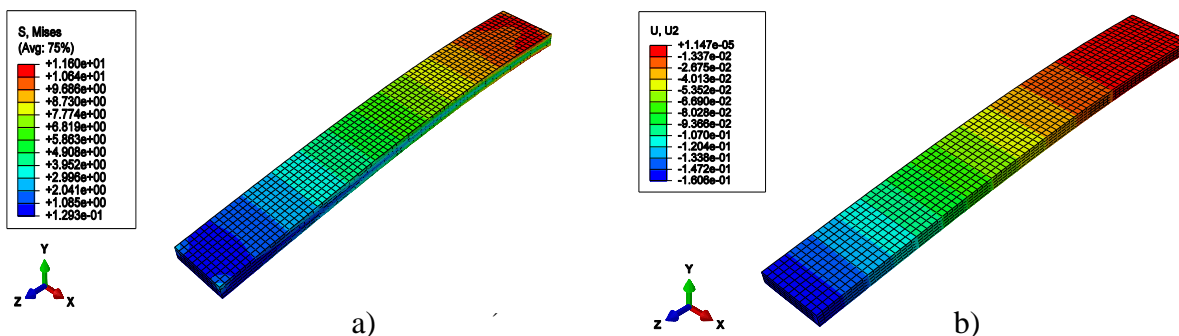 S, Mises
(Avg: 75%)
+1.160e+01
+1.064e+01
+9.686e+00
+8.730e+00
+7.774e+00
+6.819e+00
+5.863e+00
+4.908e+00
+3.952e+00
+2.996e+00
+2.041e+00
+1.085e+00
+1.293e-01
Y
Z
X
a)
U, U2
+1.147e-05
-1.337e-02
-2.675e-02
-4.013e-02
-5.352e-02
-6.690e-02
-8.028e-02
-9.366e-02
-1.070e-01
-1.204e-01
-1.338e-01
-1.472e-01
-1.606e-01
Y
Z
X
b)